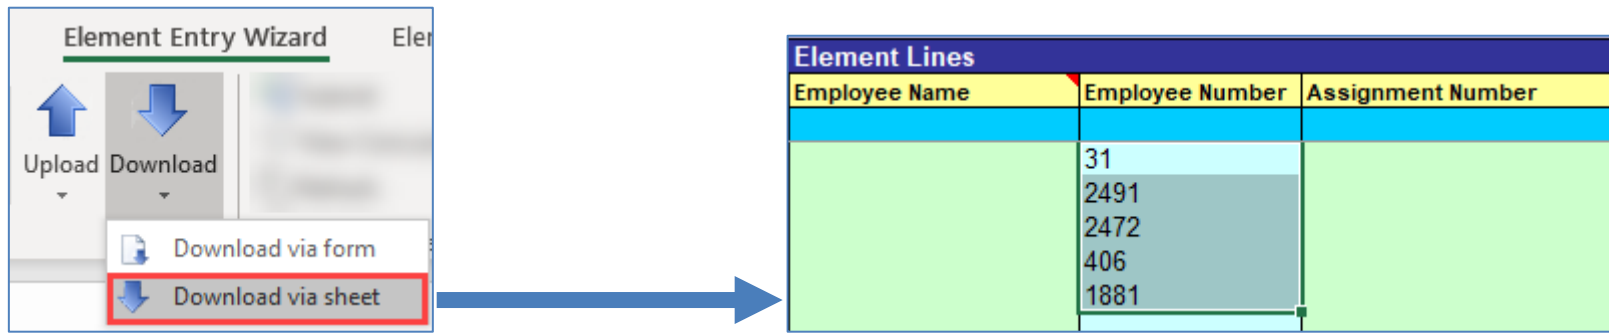 Element Entry Wizard Eler
Upload Download
Download via form
Download via sheet
Element Lines
Employee Name Employee Number Assignment Number
31
2491
2472
406
1881